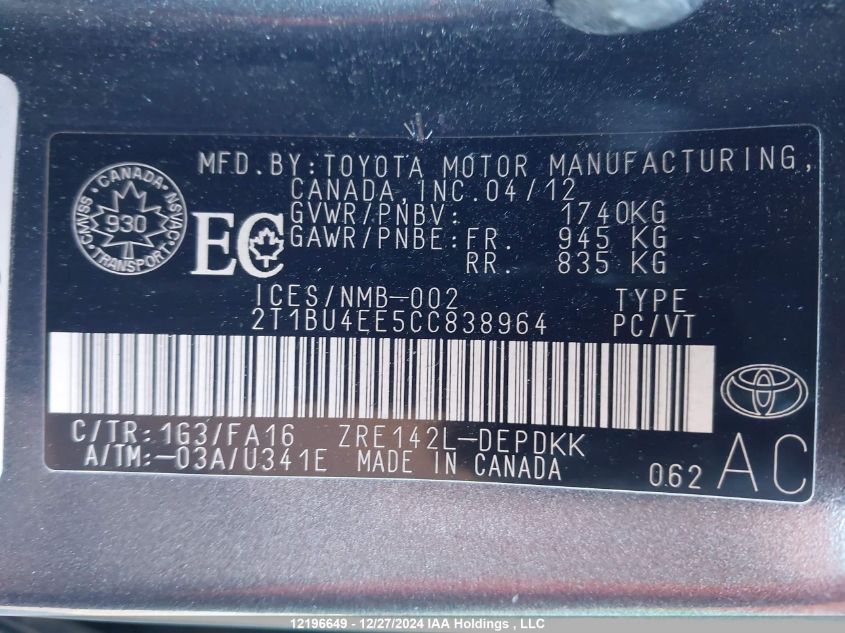 MFD.BY:TOYOTA MOTOR MANUFACTURING,
CANADA,INC.04/12
CANADA NSVAC
930
CMVSS TRANSPORT
EC
GVWR/PNBV: 1740KG
GAWR/PNBE:FR. 945 KG
RR. 835 KG
ICES/NMB-002 TYPE
2T1BU4EE5CC838964 PC/VT
C/TR:1G3/FA16 ZRE142L-DEPDKK
A/TM:-03A/U341E MADE IN CANADA
062 AC
12196649 - 12/27/2024 IAA Holdings , LLC